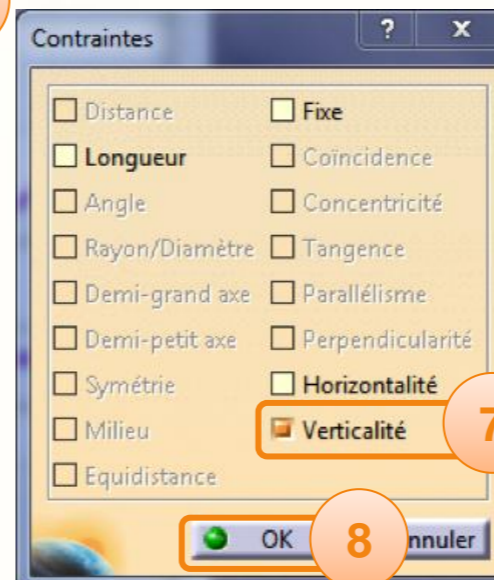 Contraintes ? x
Distance Fixe
Longueur Coïncidence
Angle Concentricité
Rayon/Diamètre Tangence
Demi-grand axe Parallélisme
Demi-petit axe Perpendicularité
Symétrie Horizontalité
Milieu Verticalité 7
Equidistance
OK 8 nnuler